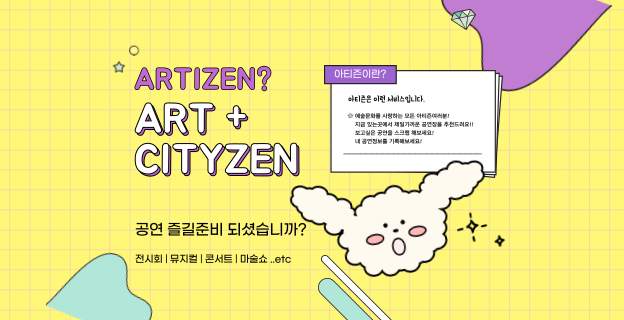 ARTIZEN?
ART +
CITYZEN
공연 즐길준비 되셨습니까?
전시회 | 뮤지컬 | 콘서트 | 마술쇼 ..etc
아티즌이란?
아티즌은 이런 서비스입니다.
예술문화를 사랑하는 모든 아티즌여러분!
지금 있는곳에서 제일가까운 공연장을 추천드려요!!
보고싶은 공연을 스크랩 해보세요!
내 공연정보를 기록해보세요!